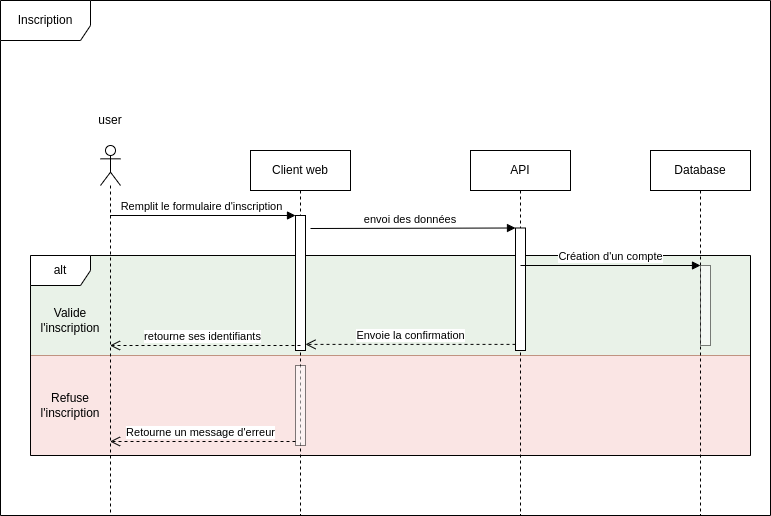 Inscription
user
Client web
API
Database
Remplit le formulaire d'inscription
envoi des données
Création d'un compte
alt
Valide
l'inscription
retourne ses identifiants
Envoie la confirmation
Refuse
l'inscription
Retourne un message d'erreur